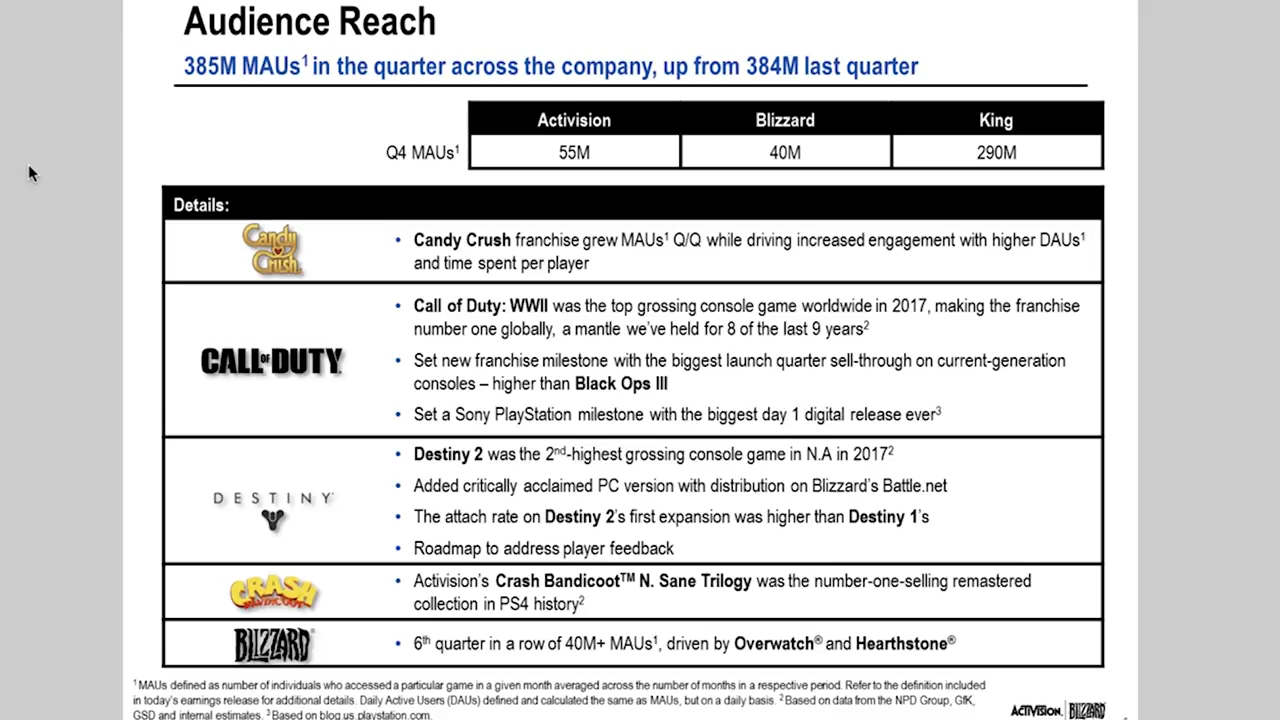 Audience Reach
385M MAUs¹ in the quarter across the company, up from 384M last quarter
Activision Blizzard King
Q4 MAUs¹ 55M 40M 290M
Details:
Candy Crush
• Candy Crush franchise grew MAUs¹ Q/Q while driving increased engagement with higher DAUs¹
and time spent per player
CALL OF DUTY
• Call of Duty: WWII was the top grossing console game worldwide in 2017, making the franchise
number one globally, a mantle we've held for 8 of the last 9 years²
• Set new franchise milestone with the biggest launch quarter sell-through on current-generation
consoles – higher than Black Ops III
• Set a Sony PlayStation milestone with the biggest day 1 digital release ever³
DESTINY
• Destiny 2 was the 2nd-highest grossing console game in N.A in 2017²
• Added critically acclaimed PC version with distribution on Blizzard's Battle.net
• The attach rate on Destiny 2's first expansion was higher than Destiny 1's
• Roadmap to address player feedback
CRASH BANDICOOT
• Activision's Crash Bandicoot™ N. Sane Trilogy was the number-one-selling remastered
collection in PS4 history²
BLIZZARD
• 6th quarter in a row of 40M+ MAUs¹, driven by Overwatch® and Hearthstone®
¹ MAUs defined as number of individuals who accessed a particular game in a given month averaged across the number of months in a respective period. Refer to the definition included
in today's earnings release for additional details. Daily Active Users (DAUs) defined and calculated the same as MAUs, but on a daily basis. ² Based on data from the NPD Group, GfK,
GSD and internal estimates. ³ Based on blog.us.playstation.com.
ACTIVISION. BLIZZARD